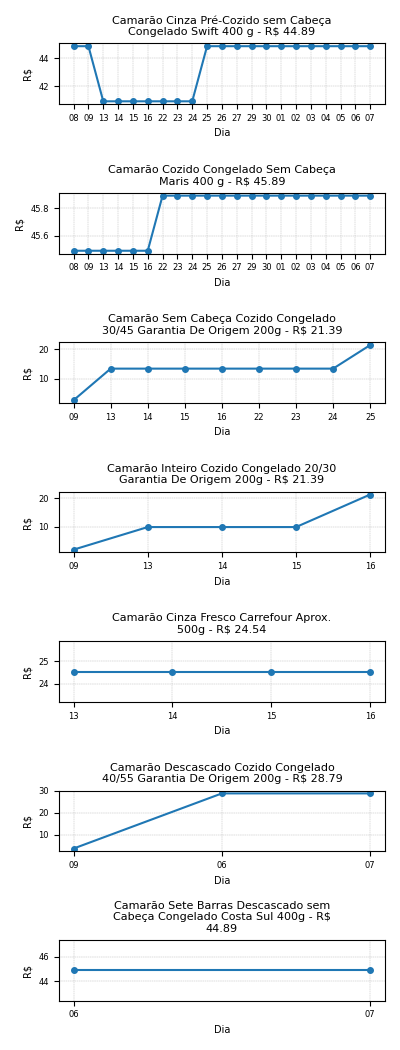 Camarão Cinza Pré-Cozido sem Cabeça
Congelado Swift 400 g - R$ 44.89
44
42
R$
08 09 13 14 15 16 22 23 24 25 26 27 29 30 01 02 03 04 05 06 07
Dia
Camarão Cozido Congelado Sem Cabeça
Maris 400 g - R$ 45.89
45.8
45.6
R$
08 09 13 14 15 16 22 23 24 25 26 27 29 30 01 02 03 04 05 06 07
Dia
Camarão Sem Cabeça Cozido Congelado
30/45 Garantia De Origem 200g - R$ 21.39
20
10
R$
09 13 14 15 16 22 23 24 25
Dia
Camarão Inteiro Cozido Congelado 20/30
Garantia De Origem 200g - R$ 21.39
20
10
R$
09 13 14 15 16
Dia
Camarão Cinza Fresco Carrefour Aprox.
500g - R$ 24.54
25
24
R$
13 14 15 16
Dia
Camarão Descascado Cozido Congelado
40/55 Garantia De Origem 200g - R$ 28.79
30
20
10
R$
09 06 07
Dia
Camarão Sete Barras Descascado sem
Cabeça Congelado Costa Sul 400g - R$
44.89
46
44
R$
06 07
Dia